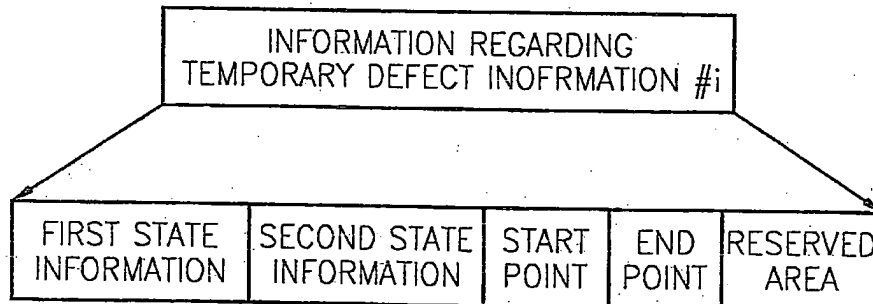 INFORMATION REGARDING
TEMPORARY DEFECT INOFRMATION #i
FIRST STATE
INFORMATION
SECOND STATE
INFORMATION
START
POINT
END
POINT
RESERVED
AREA